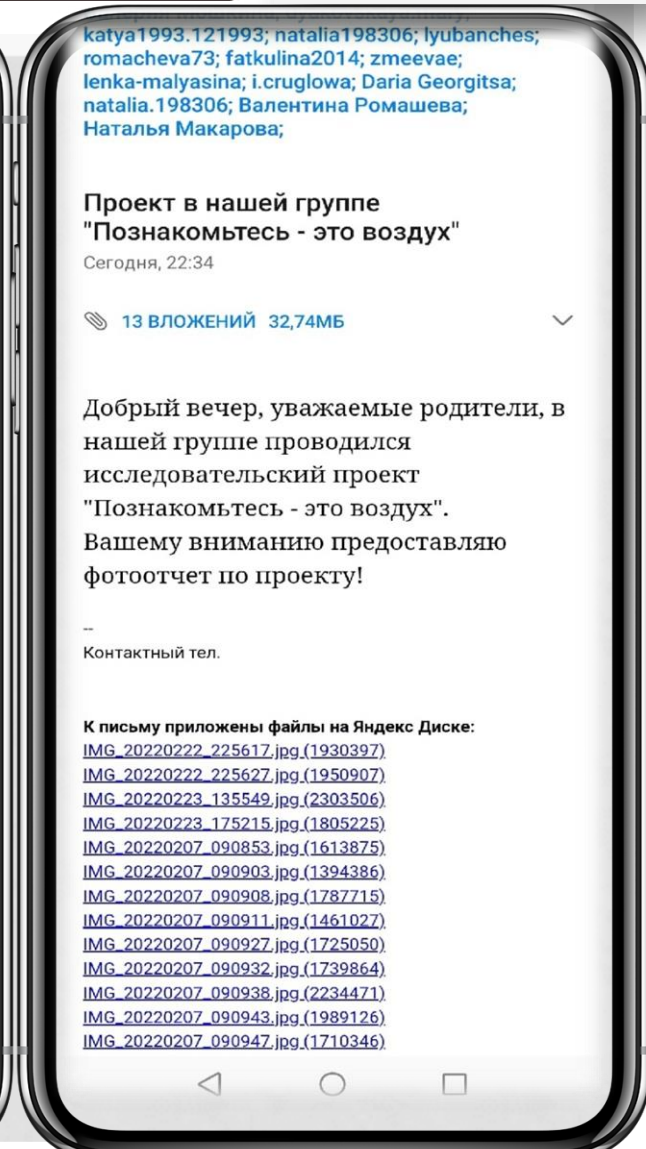 katya1993.121993; natalia198306; lyubanches;
romacheva73; fatkulina2014; zmeevae;
lenka-malyasina; i.cruglowa; Daria Georgitsa;
natalia.198306; Валентина Ромашева;
Наталья Макарова;
Проект в нашей группе
"Познакомьтесь - это воздух"
Сегодня, 22:34
13 ВЛОЖЕНИЙ 32,74МБ
Добрый вечер, уважаемые родители, в
нашей группе проводился
исследовательский проект
"Познакомьтесь - это воздух".
Вашему вниманию предоставляю
фотоотчет по проекту!
--
Контактный тел.
К письму приложены файлы на Яндекс Диске:
IMG_20220222_225617.jpg (1930397)
IMG_20220222_225627.jpg (1950907)
IMG_20220223_135549.jpg (2303506)
IMG_20220223_175215.jpg (1805225)
IMG_20220207_090853.jpg (1613875)
IMG_20220207_090903.jpg (1394386)
IMG_20220207_090908.jpg (1787715)
IMG_20220207_090911.jpg (1461027)
IMG_20220207_090927.jpg (1725050)
IMG_20220207_090932.jpg (1739864)
IMG_20220207_090938.jpg (2234471)
IMG_20220207_090943.jpg (1989126)
IMG_20220207_090947.jpg (1710346)